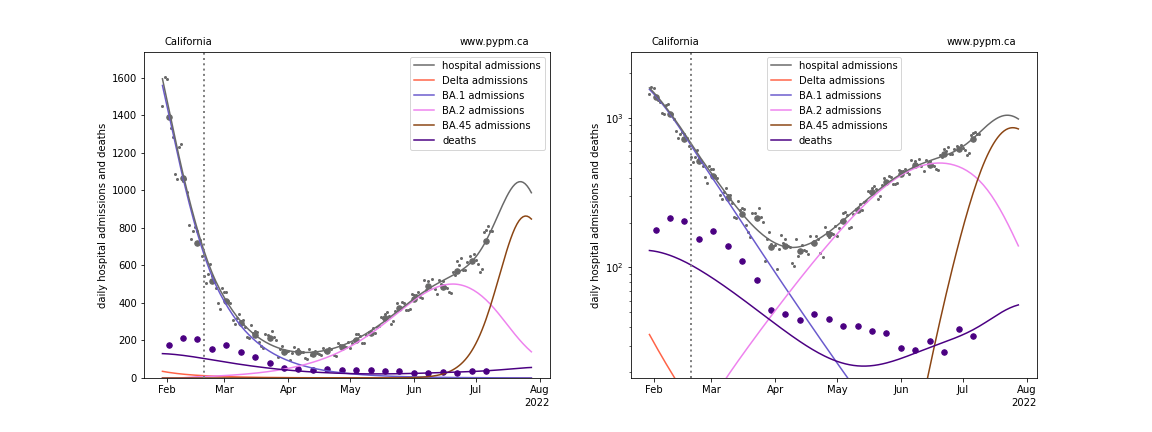 California www.pypm.ca
hospital admissions
Delta admissions
BA.1 admissions
BA.2 admissions
BA.45 admissions
deaths
daily hospital admissions and deaths
1600
1400
1200
1000
800
600
400
200
0
Feb Mar Apr May Jun Jul Aug
2022
California www.pypm.ca
hospital admissions
Delta admissions
BA.1 admissions
BA.2 admissions
BA.45 admissions
deaths
daily hospital admissions and deaths
10³
10²
Feb Mar Apr May Jun Jul Aug
2022